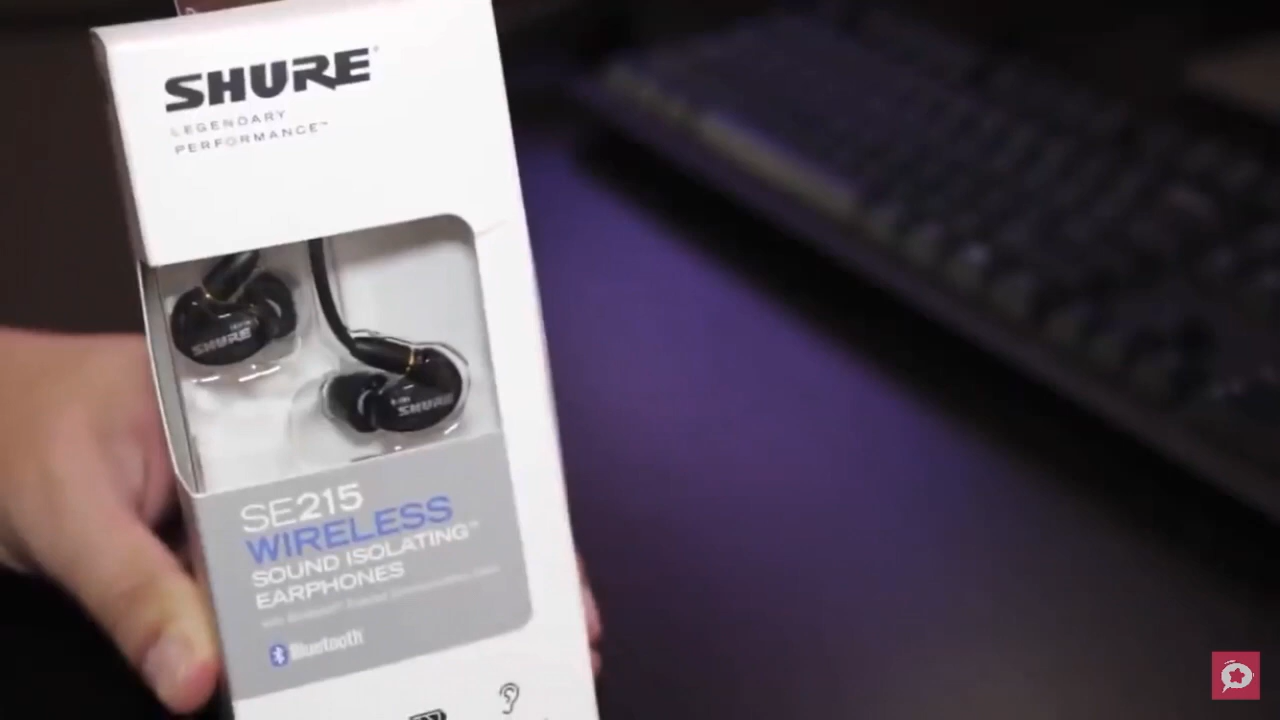 SHURE
LEGENDARY
PERFORMANCE™
SHURE
SHURE
SE215
WIRELESS
SOUND ISOLATING™
EARPHONES
Bluetooth